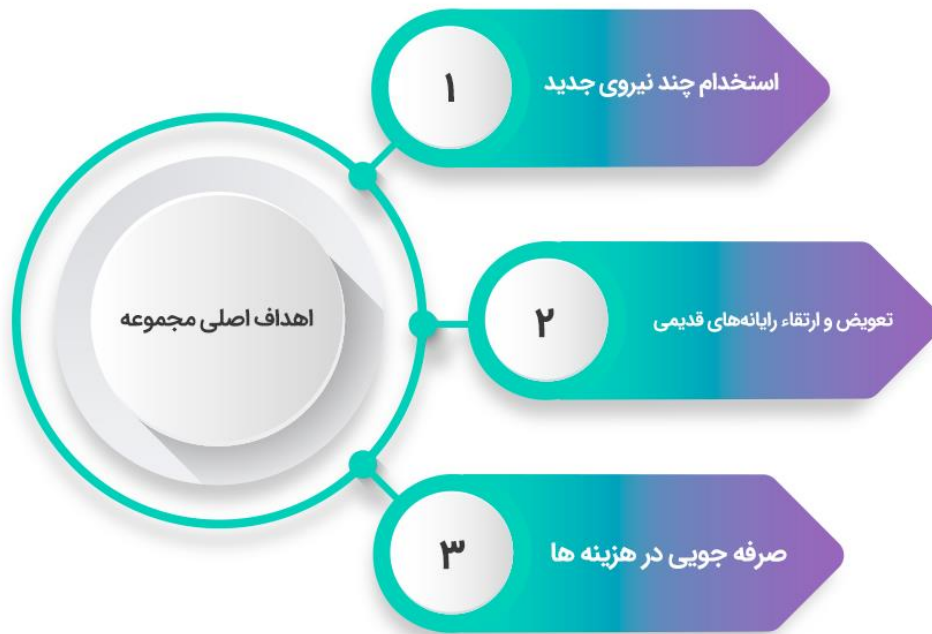 اهداف اصلی مجموعه
۱
استخدام چند نیروی جدید
۲
تعویض و ارتقاء رایانه‌های قدیمی
۳
صرفه جویی در هزینه ها